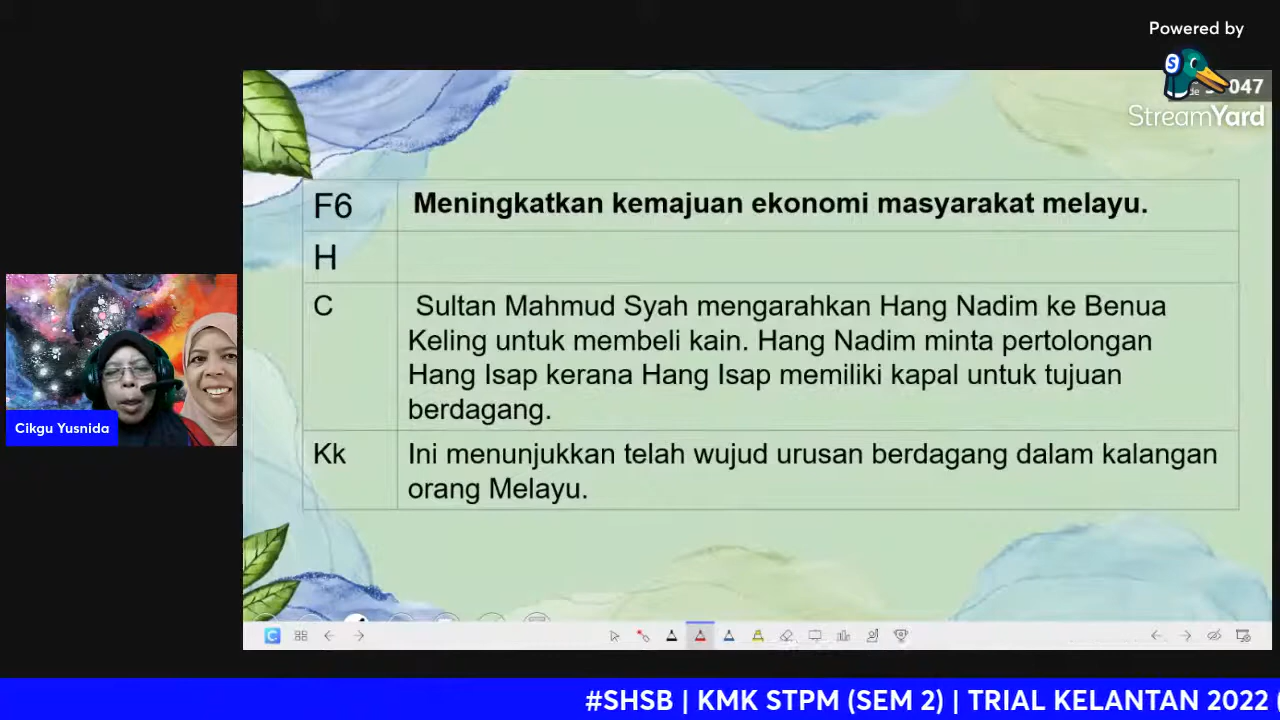 Powered by
047
StreamYard
F6
Meningkatkan kemajuan ekonomi masyarakat melayu.
H
C
Sultan Mahmud Syah mengarahkan Hang Nadim ke Benua
Keling untuk membeli kain. Hang Nadim minta pertolongan
Hang Isap kerana Hang Isap memiliki kapal untuk tujuan
berdagang.
Kk
Ini menunjukkan telah wujud urusan berdagang dalam kalangan
orang Melayu.
Cikgu Yusnida
#SHSB | KMK STPM (SEM 2) | TRIAL KELANTAN 2022 (